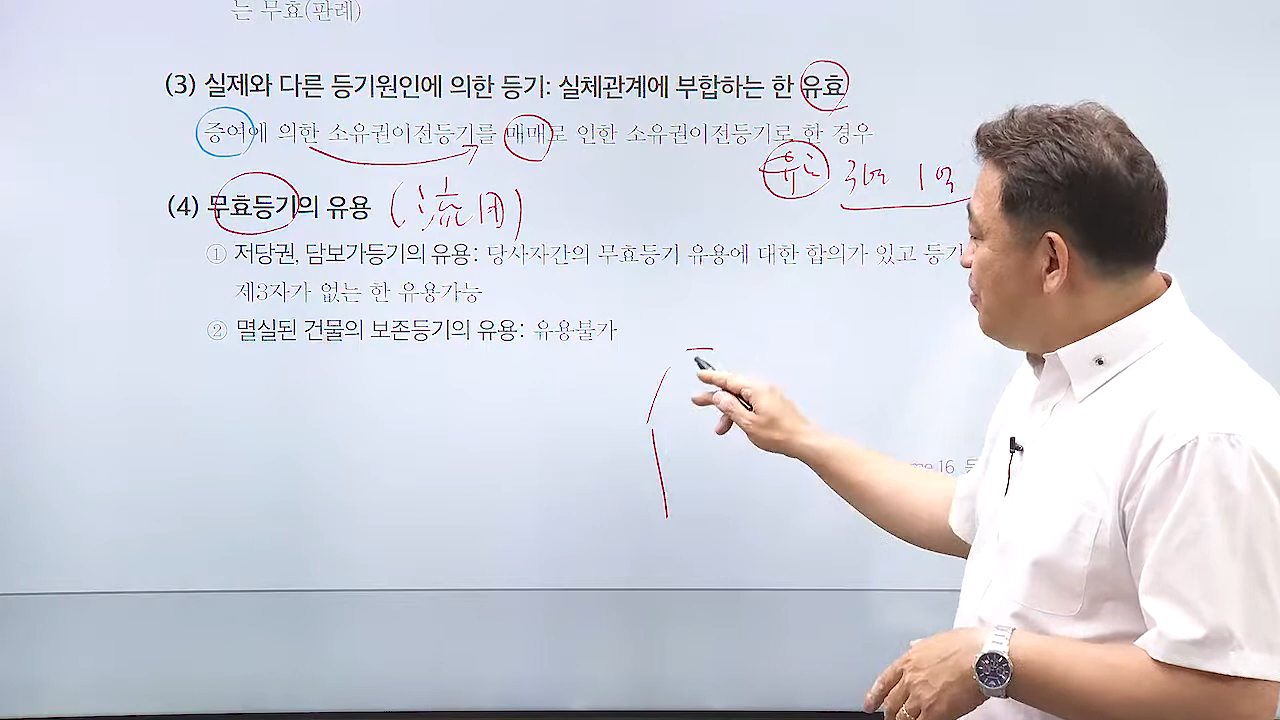 는 무효(판례)
(3) 실제와 다른 등기원인에 의한 등기: 실체관계에 부합하는 한 유효
증여에 의한 소유권이전등기를 매매로 인한 소유권이전등기로 한 경우
3번 1억
(4) 무효등기의 유용 (流用)
① 저당권, 담보가등기의 유용: 당사자간의 무효등기 유용에 대한 합의가 있고 등기
제3자가 없는 한 유용가능
② 멸실된 건물의 보존등기의 유용: 유용불가
me 16 등